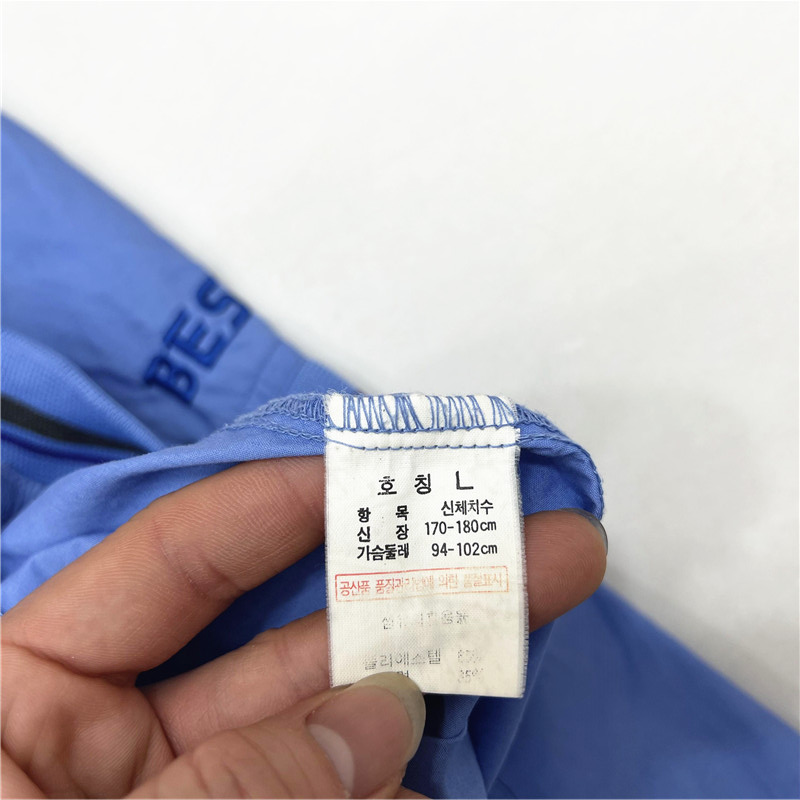 BES
호 칭 L
항 목 신체치수
신 장 170-180cm
가슴둘레 94-102cm
공산품 품질관리법에 의한 품질표시
폴리에스텔
35%